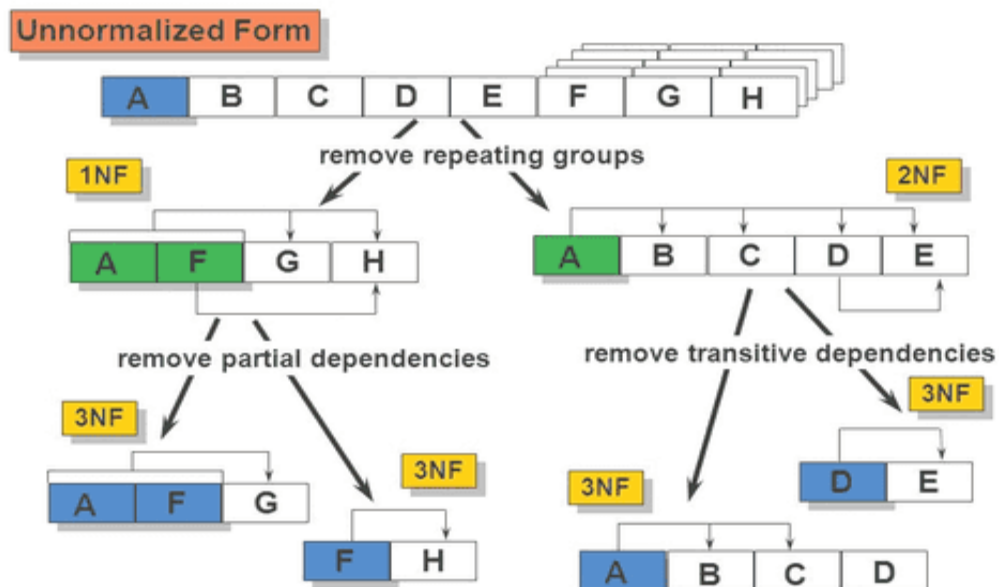 Unnormalized Form
A B C D E F G H
remove repeating groups
1NF
2NF
A F G H
A B C D E
remove partial dependencies
remove transitive dependencies
3NF
3NF
3NF
3NF
A F G
F H
D E
A B C D